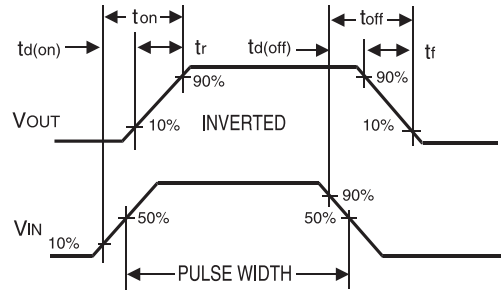 ton
toff
td(on)
tr
td(off)
tf
90%
90%
VOUT
10%
INVERTED
10%
90%
VIN
50%
50%
10%
PULSE WIDTH